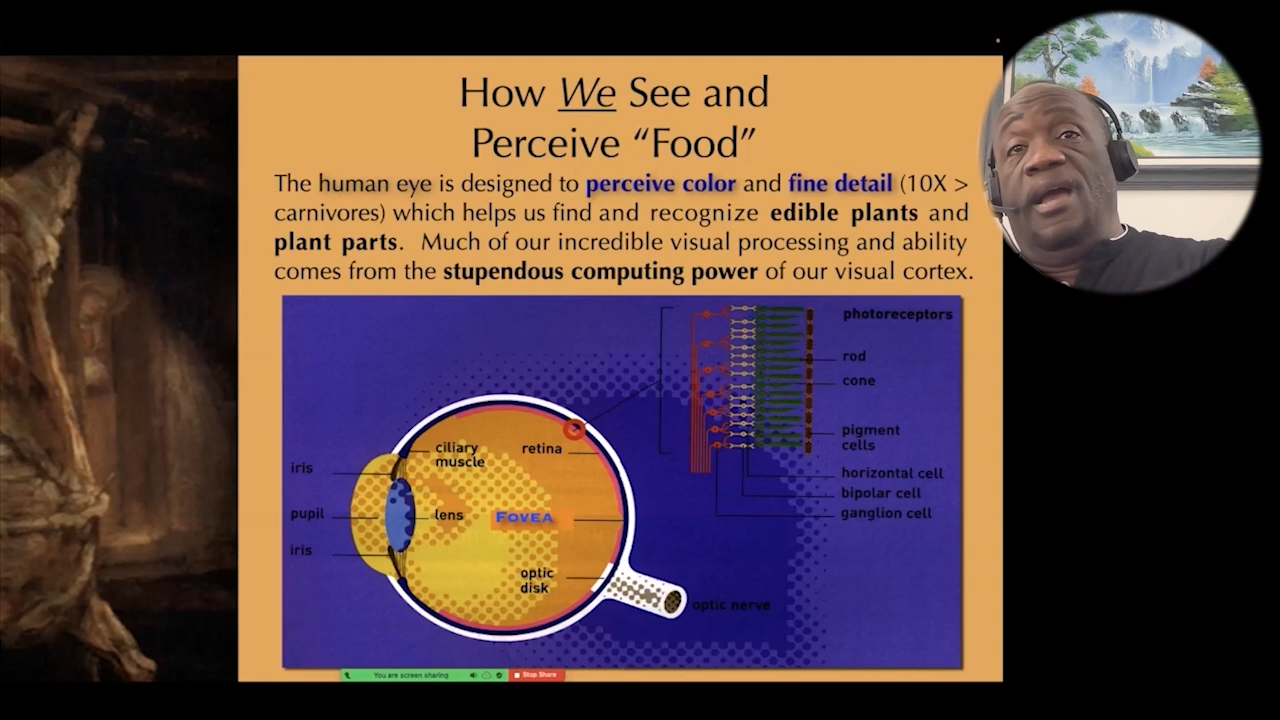 How We See and
Perceive “Food”
The human eye is designed to perceive color and fine detail (10X >
carnivores) which helps us find and recognize edible plants and
plant parts. Much of our incredible visual processing and ability
comes from the stupendous computing power of our visual cortex.
photoreceptors
rod
cone
pigment
cells
horizontal cell
bipolar cell
ganglion cell
ciliary
muscle
retina
iris
pupil
lens
FOVEA
iris
optic
disk
optic nerve
You are screen sharing
Stop Share